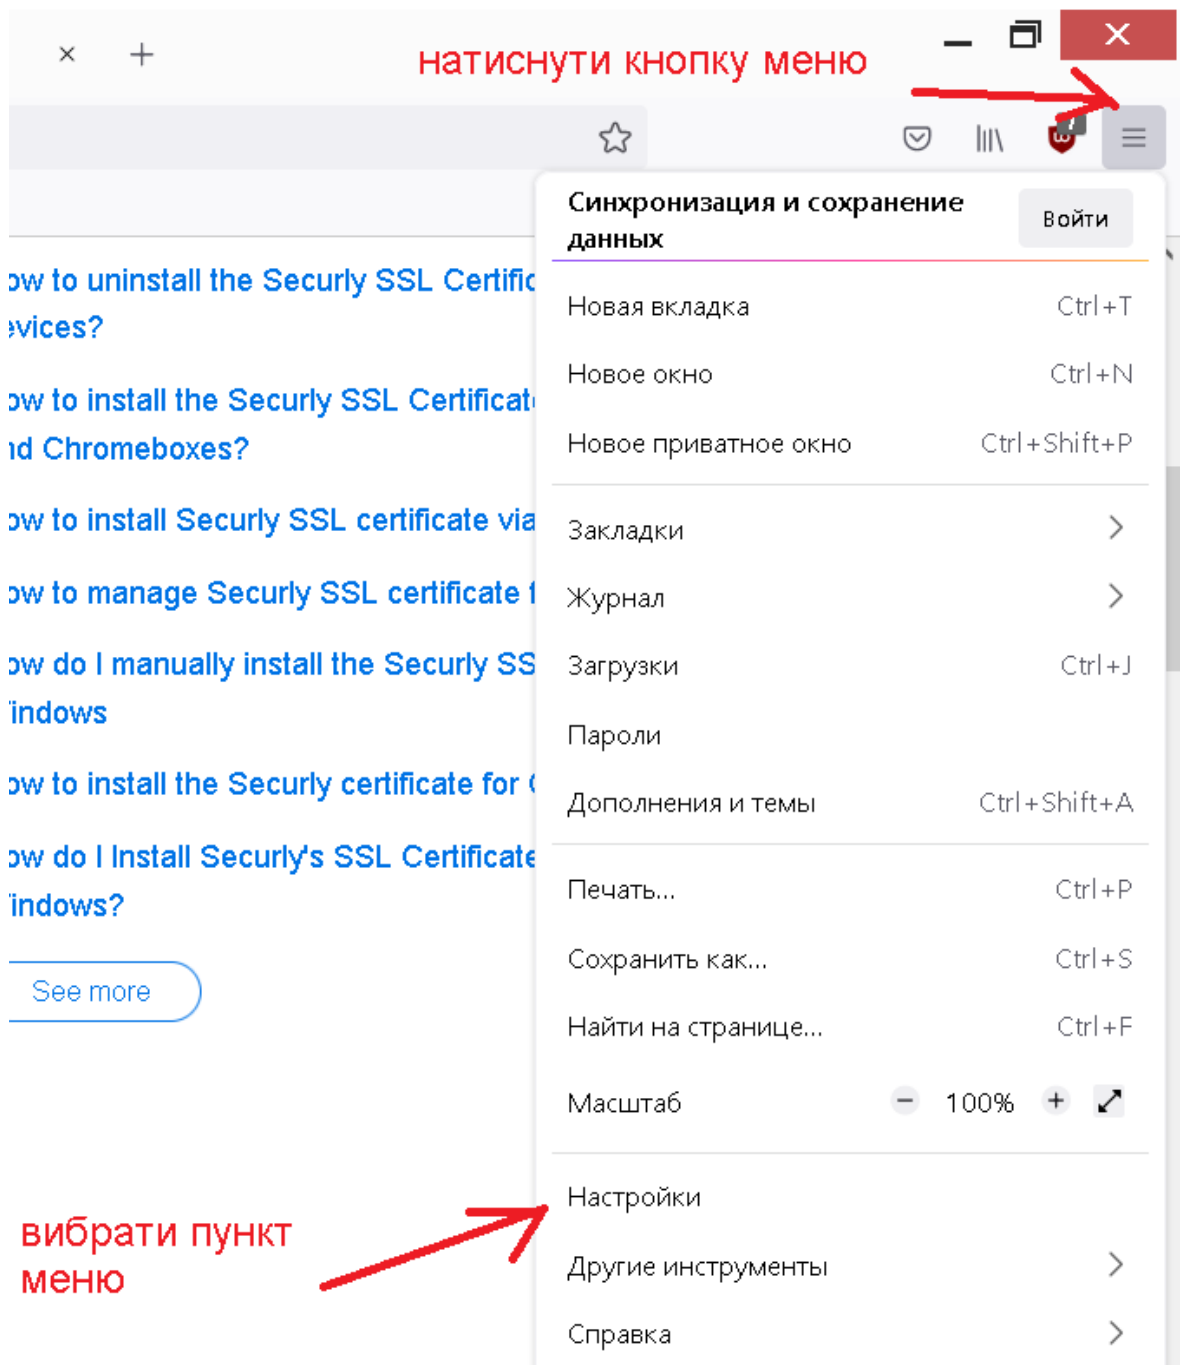 натиснути кнопку меню
Синхронизация и сохранение
данных
Войти
ow to uninstall the Securly SSL Certific
evices?
Новая вкладка Ctrl+T
Новое окно Ctrl+N
ow to install the Securly SSL Certificat
nd Chromeboxes?
Новое приватное окно Ctrl+Shift+P
ow to install Securly SSL certificate via
Закладки
ow to manage Securly SSL certificate f
Журнал
ow do I manually install the Securly SS
indows
Загрузки Ctrl+J
Пароли
ow to install the Securly certificate for
Дополнения и темы Ctrl+Shift+A
ow do I Install Securly's SSL Certificate
indows?
Печать... Ctrl+P
Сохранить как... Ctrl+S
See more
Найти на странице... Ctrl+F
Масштаб − 100% +
Настройки
вибрати пункт
меню
Другие инструменты
Справка